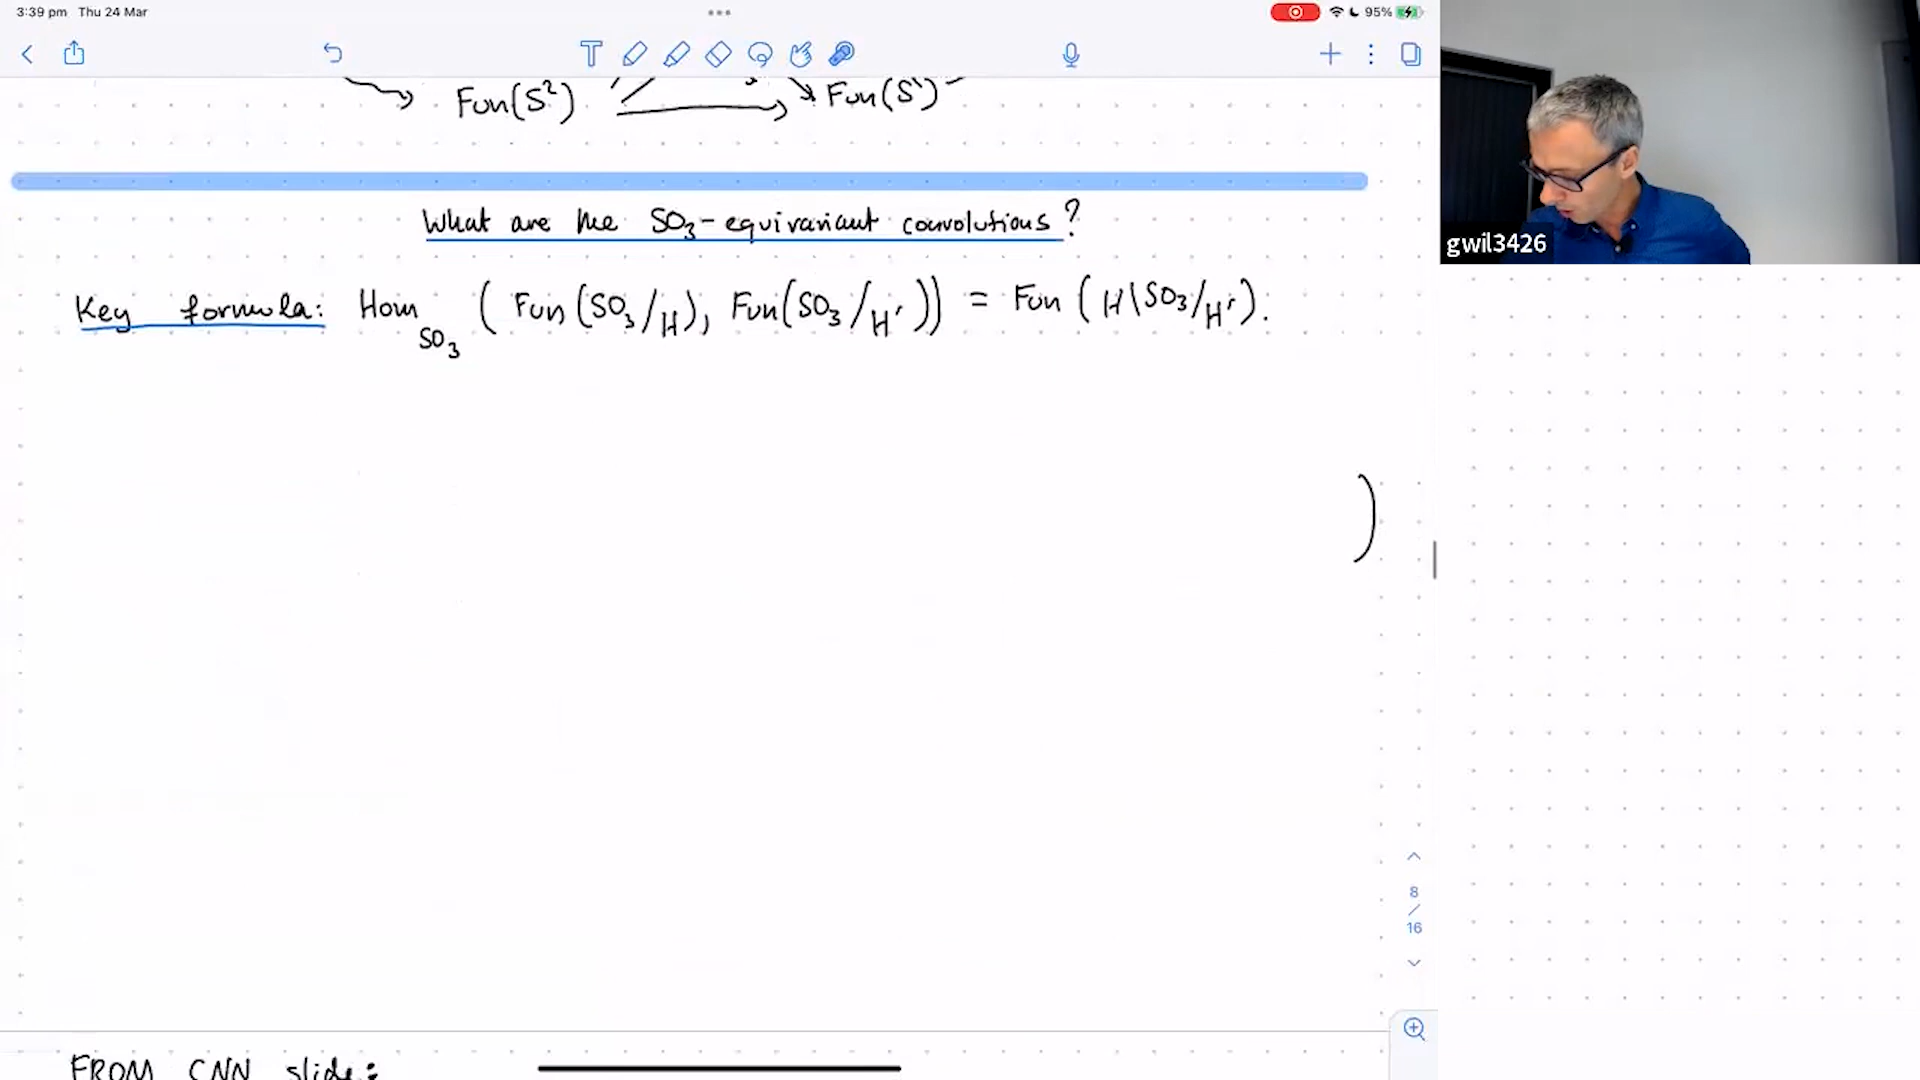 3:39 pm Thu 24 Mar
95%
Fun(S²) Fun(S¹)
What are the SO₃-equivariant convolutions?
Key formula: Hom_SO₃ (Fun(SO₃/H), Fun(SO₃/H')) = Fun(H\SO₃/H').
)
gwil3426
8
/
16
FROM CNN slide: